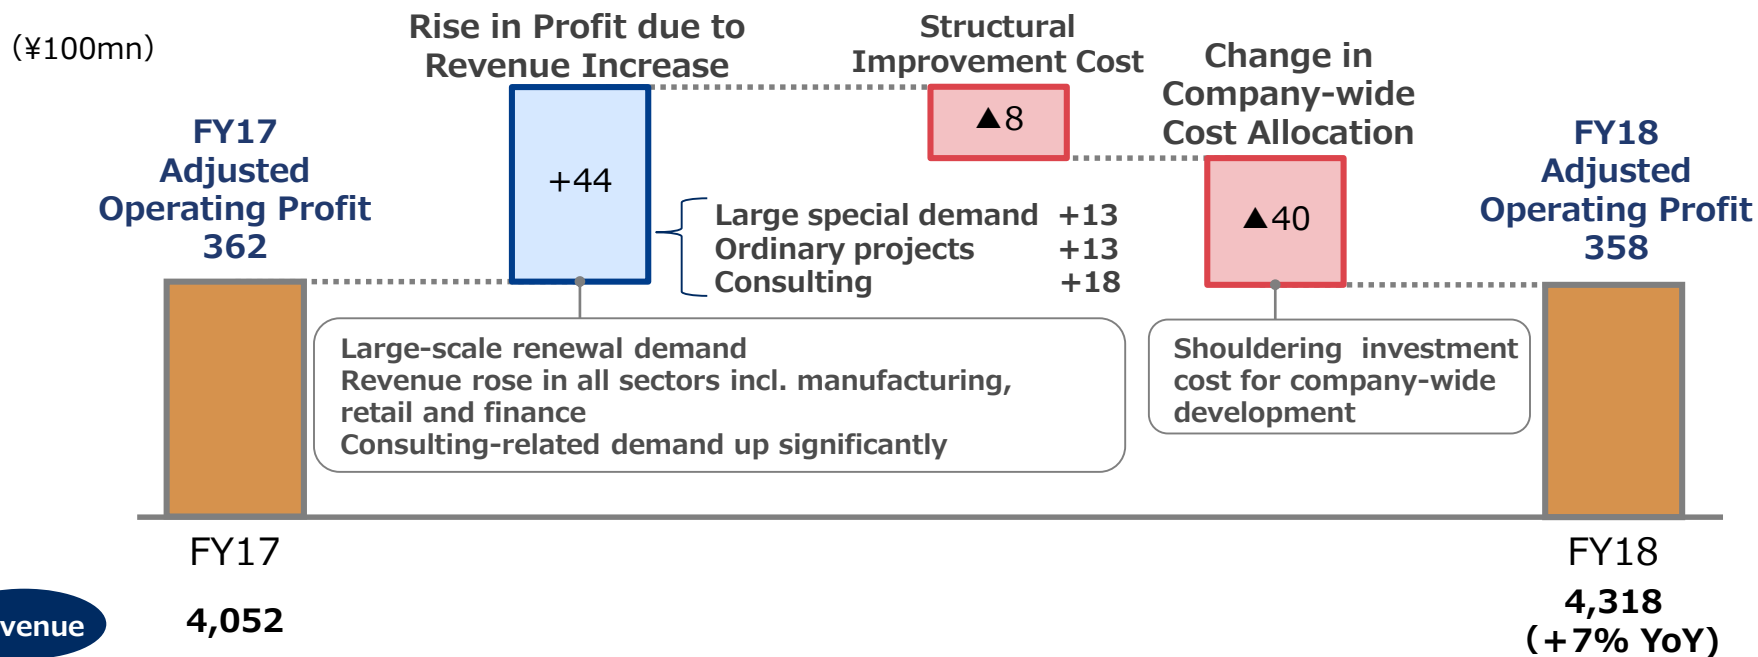 （¥100mn）
Rise in Profit due to
Revenue Increase
Structural
Improvement Cost
Change in
Company-wide
Cost Allocation
FY17
Adjusted
Operating Profit
362
+44
▲8
▲40
FY18
Adjusted
Operating Profit
358
Large special demand +13
Ordinary projects +13
Consulting +18
Large-scale renewal demand
Revenue rose in all sectors incl. manufacturing,
retail and finance
Consulting-related demand up significantly
Shouldering investment
cost for company-wide
development
FY17
FY18
venue
4,052
4,318
（+7% YoY)